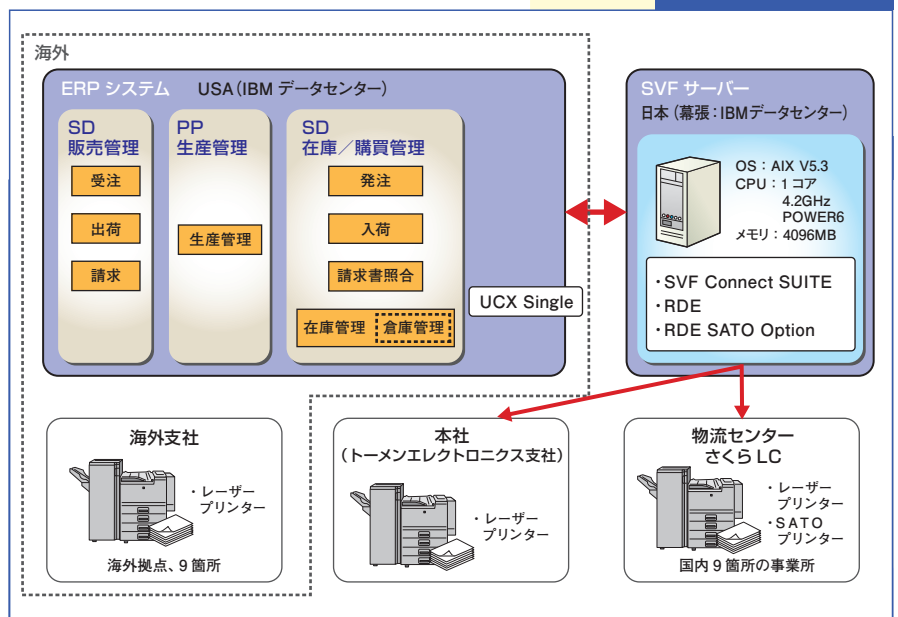 海外
ERP システム USA(IBM データセンター)
SD
販売管理
受注
出荷
請求
PP
生産管理
生産管理
SD
在庫／購買管理
発注
入荷
請求書照合
在庫管理 倉庫管理
UCX Single
SVF サーバー
日本(幕張：IBMデータセンター)
OS：AIX V5.3
CPU：1 コア
4.2GHz
POWER6
メモリ：4096MB
・SVF Connect SUITE
・RDE
・RDE SATO Option
海外支社
・レーザー
プリンター
海外拠点、9 箇所
本社
(トーメンエレクトロニクス支社)
・レーザー
プリンター
物流センター
さくら LC
・レーザー
プリンター
・SATO
プリンター
国内 9 箇所の事業所